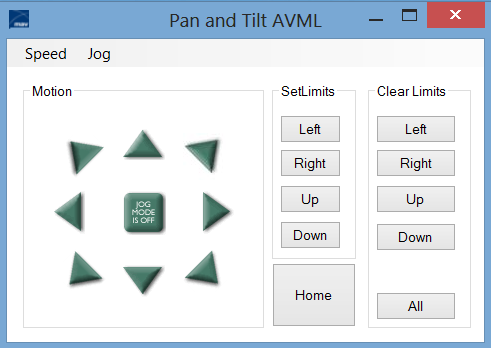 Pan and Tilt AVML
Speed Jog
Motion
SetLimits
Clear Limits
JOG
MODE
IS OFF
Left
Right
Up
Down
Home
Left
Right
Up
Down
All